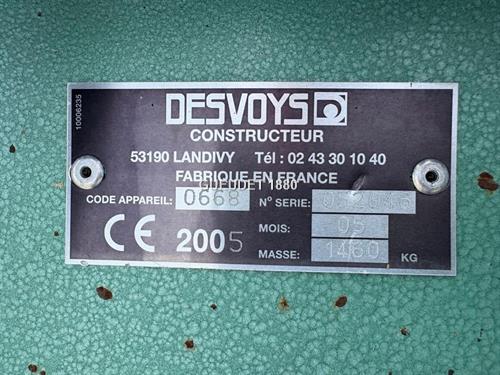 10006235
DESVOYS
CONSTRUCTEUR
53190 LANDIVY Tél : 02 43 30 10 40
FABRIQUE EN FRANCE
GUEUDET 1880
CODE APPAREIL: 0668 N° SERIE:
CE 2005 MOIS: 05
MASSE: 1460 KG